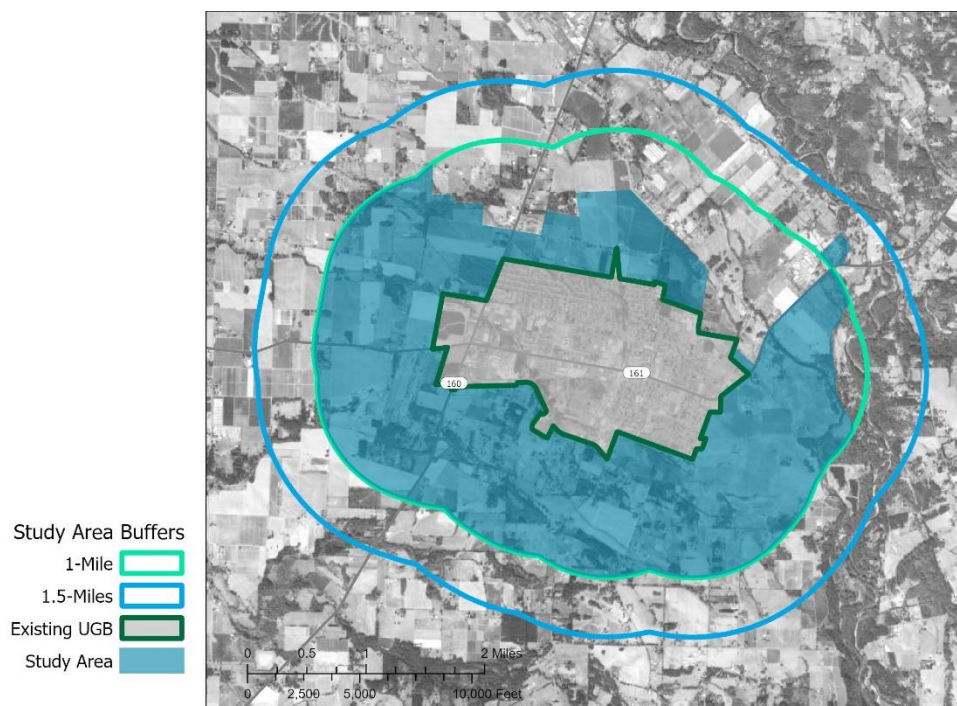 160
161
Study Area Buffers
1-Mile
1.5-Miles
Existing UGB
Study Area
0 0.5 1 2 Miles
0 2,500 5,000 10,000 Feet